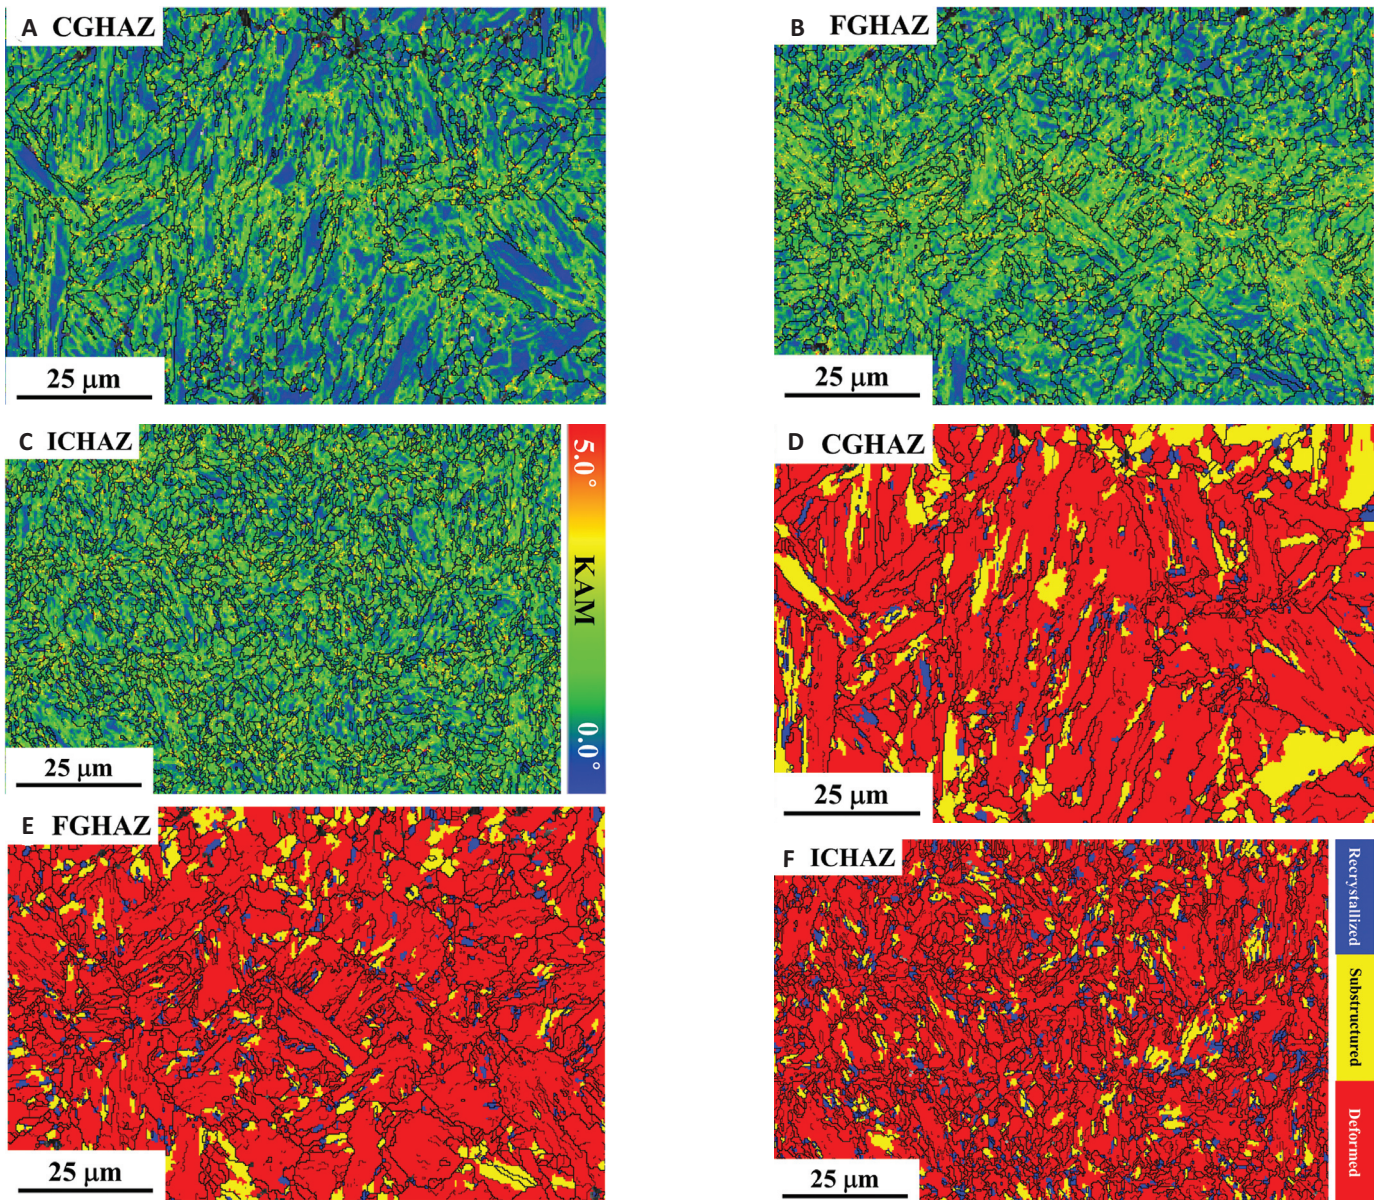 A CGHAZ
25 μm
B FGHAZ
25 μm
C ICHAZ
25 μm
5.0°
KAM
0.0°
D CGHAZ
25 μm
E FGHAZ
25 μm
F ICHAZ
25 μm
Recrystallized
Substructured
Deformed